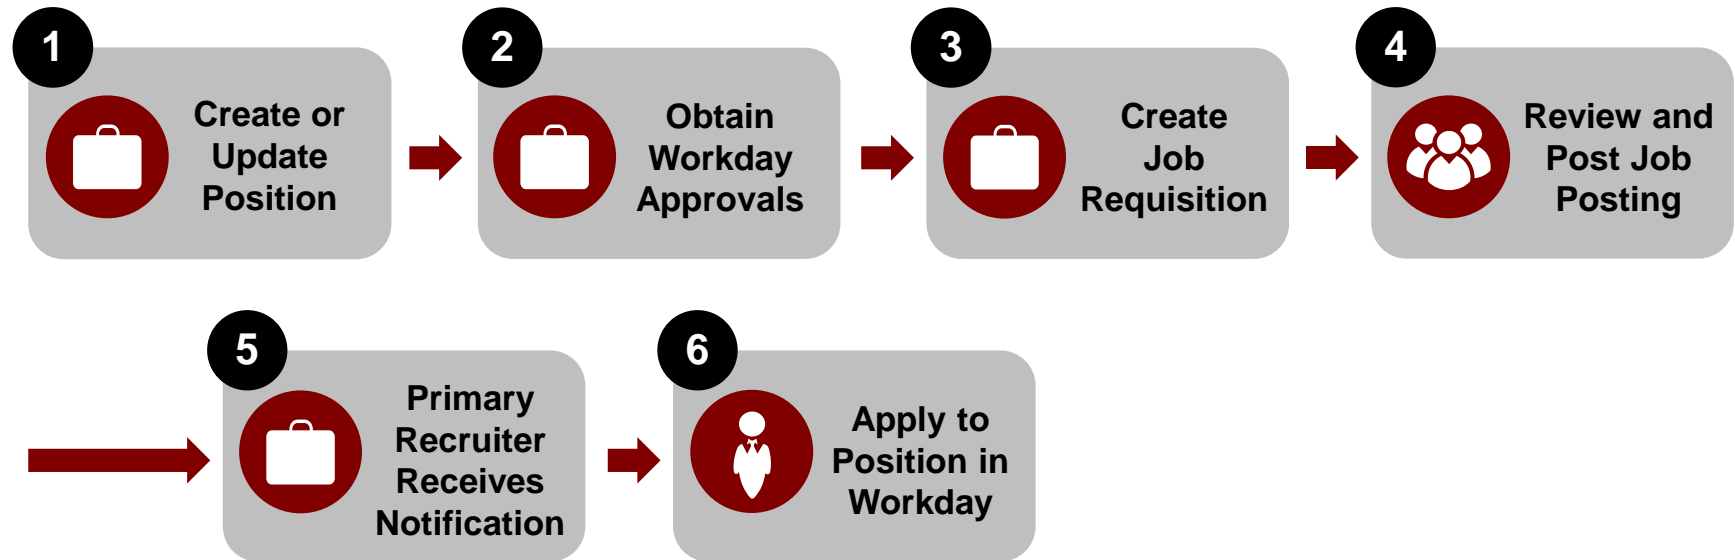 1
Create or
Update
Position
2
Obtain
Workday
Approvals
3
Create
Job
Requisition
4
Review and
Post Job
Posting
5
Primary
Recruiter
Receives
Notification
6
Apply to
Position in
Workday